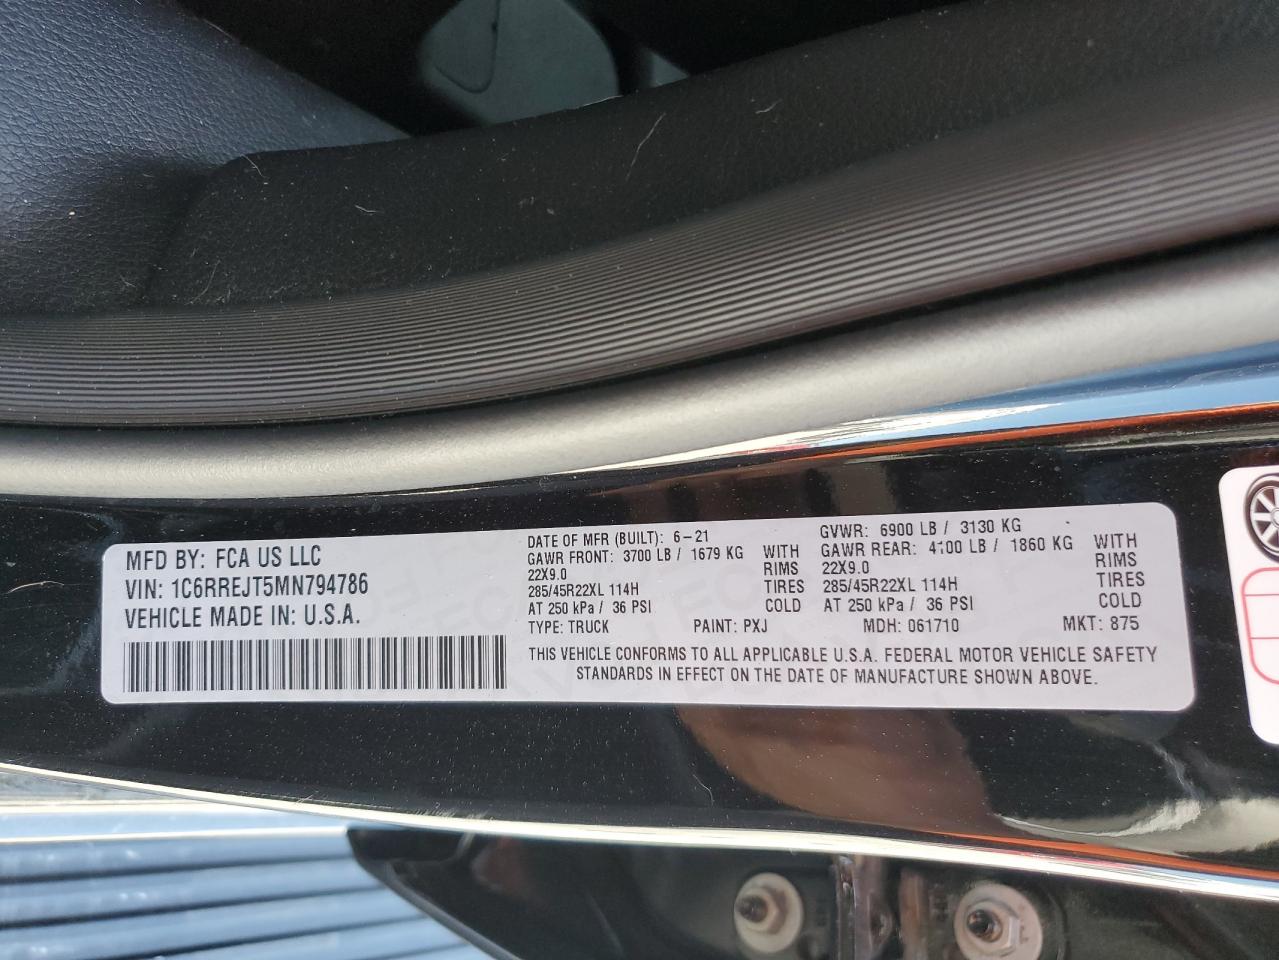 MFD BY: FCA US LLC
VIN: 1C6RREJT5MN794786
VEHICLE MADE IN: U.S.A.
DATE OF MFR (BUILT): 6-21
GAWR FRONT: 3700 LB / 1679 KG WITH
22X9.0 RIMS
285/45R22XL 114H TIRES
AT 250 kPa / 36 PSI COLD
GVWR: 6900 LB / 3130 KG
GAWR REAR: 4100 LB / 1860 KG WITH
22X9.0 RIMS
285/45R22XL 114H TIRES
AT 250 kPa / 36 PSI COLD
TYPE: TRUCK PAINT: PXJ MDH: 061710 MKT: 875
THIS VEHICLE CONFORMS TO ALL APPLICABLE U.S.A. FEDERAL MOTOR VEHICLE SAFETY
STANDARDS IN EFFECT ON THE DATE OF MANUFACTURE SHOWN ABOVE.